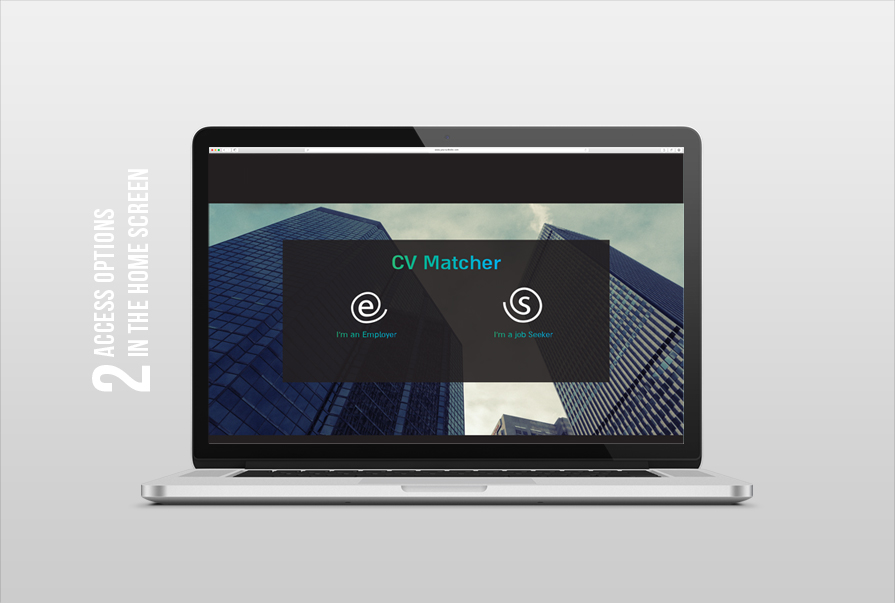 2 ACCESS OPTIONS
IN THE HOME SCREEN
CV Matcher
e
s
I'm an Employer
I'm a job Seeker